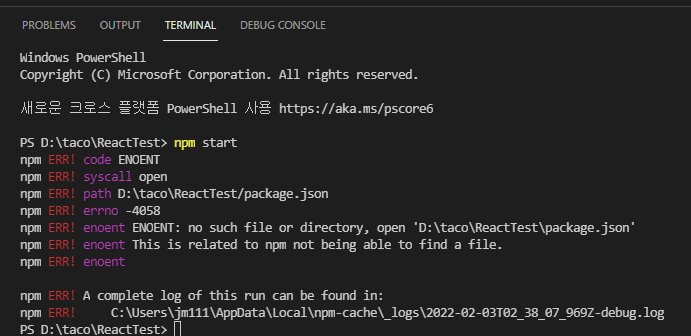 PROBLEMS OUTPUT TERMINAL DEBUG CONSOLE
Windows PowerShell
Copyright (C) Microsoft Corporation. All rights reserved.
새로운 크로스 플랫폼 PowerShell 사용 https://aka.ms/pscore6
PS D:\taco\ReactTest> npm start
npm ERR! code ENOENT
npm ERR! syscall open
npm ERR! path D:\taco\ReactTest/package.json
npm ERR! errno -4058
npm ERR! enoent ENOENT: no such file or directory, open 'D:\taco\ReactTest\package.json'
npm ERR! enoent This is related to npm not being able to find a file.
npm ERR! enoent
npm ERR! A complete log of this run can be found in:
npm ERR!     C:\Users\jm111\AppData\Local\npm-cache\_logs\2022-02-03T02_38_07_969Z-debug.log
PS D:\taco\ReactTest>